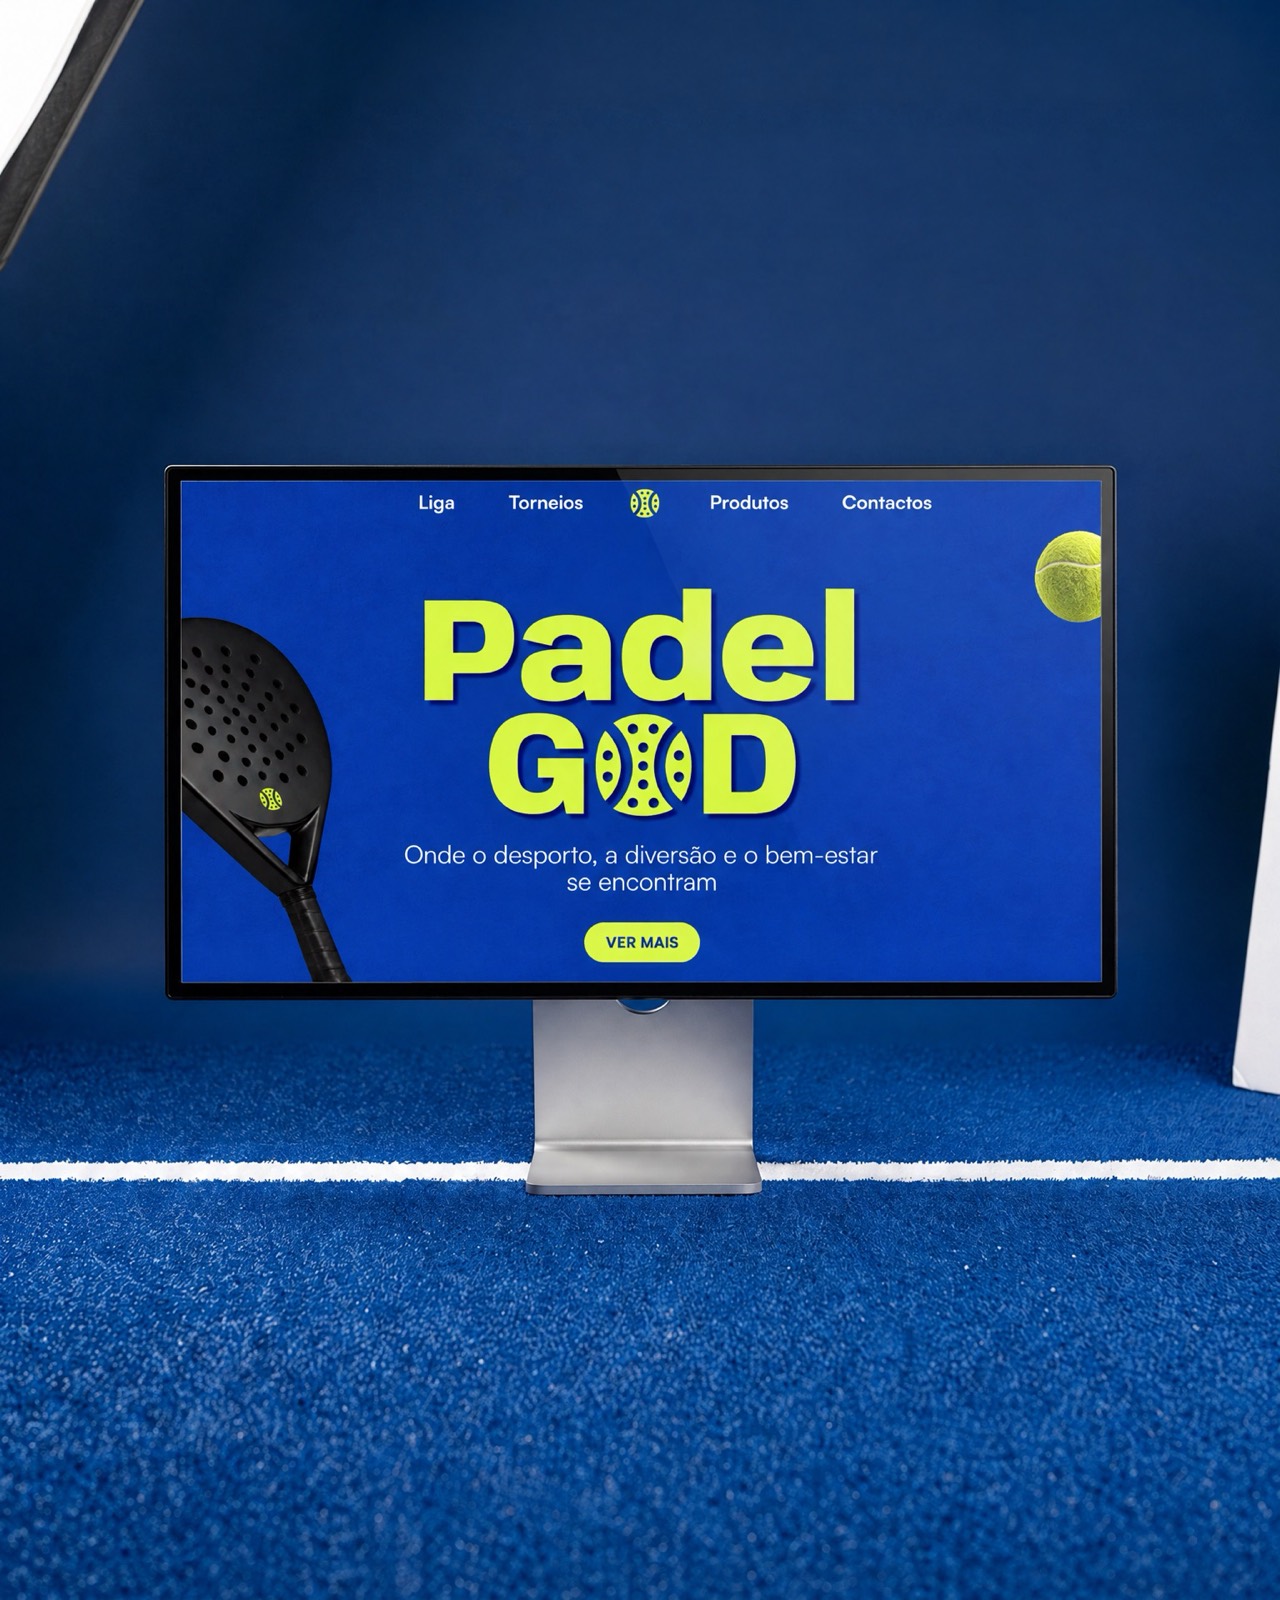 Liga Torneios Produtos Contactos
Padel
GOD
Onde o desporto, a diversão e o bem-estar
se encontram
VER MAIS